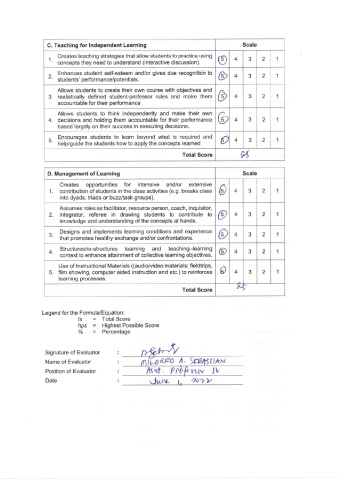 C. Teaching for Independent Learning Scale
1. Creates teaching strategies that allow students to practice using concepts they need to understand (interactive discussion). 5 4 3 2 1
2. Enhances student self-esteem and/or gives due recognition to students' performance/potentials. 5 4 3 2 1
3. Allows students to create their own course with objectives and realistically defined student-professor rules and make them accountable for their performance 5 4 3 2 1
4. Allows students to think independently and make their own decisions and holding them accountable for their performance based largely on their success in executing decisions. 5 4 3 2 1
5. Encourages students to learn beyond what is required and help/guide the students how to apply the concepts learned 5 4 3 2 1
Total Score 25
D. Management of Learning Scale
1. Creates opportunities for intensive and/or extensive contribution of students in the class activities (e.g. breaks class into dyads, triads or buzz/task groups). 5 4 3 2 1
2. Assumes roles as facilitator, resource person, coach, inquisitor, integrator, referee in drawing students to contribute to knowledge and understanding of the concepts at hands. 5 4 3 2 1
3. Designs and implements learning conditions and experience that promotes healthy exchange and/or confrontations. 5 4 3 2 1
4. Structures/re-structures learning and teaching-learning context to enhance attainment of collective learning objectives. 5 4 3 2 1
5. Use of Instructional Materials (audio/video materials: fieldtrips, film showing, computer aided instruction and etc.) to reinforces learning processes. 5 4 3 2 1
Total Score 25
Legend for the Formula/Equation:
ts = Total Score
hps = Highest Possible Score
% = Percentage
Signature of Evaluator :
Name of Evaluator : MILDRED A. SEBASTIAN
Position of Evaluator : Asst. Professor IV
Date : June 1, 2022